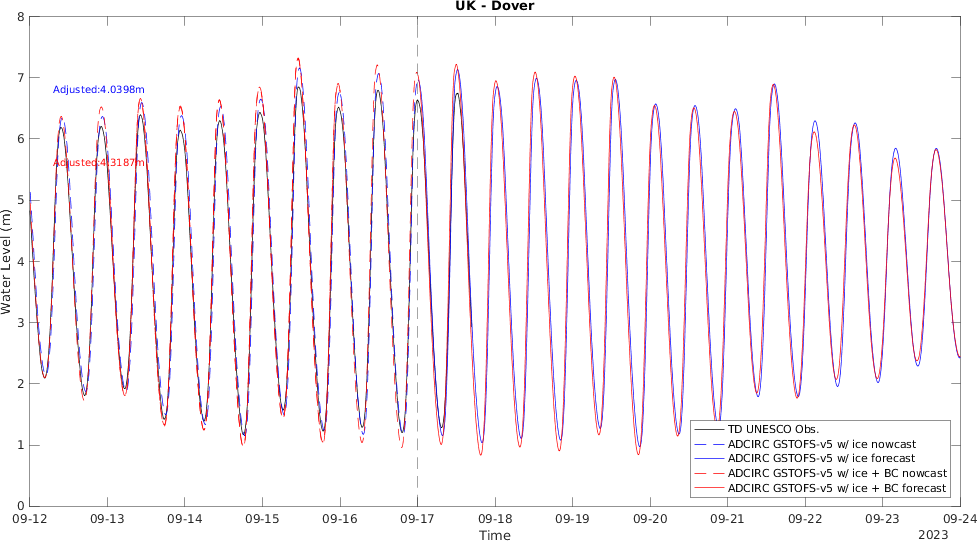 UK - Dover
8
7
6
5
4
3
2
1
0
Water Level (m)
Adjusted:4.0398m
Adjusted:4.3187m
TD UNESCO Obs.
ADCIRC GSTOFS-v5 w/ ice nowcast
ADCIRC GSTOFS-v5 w/ ice forecast
ADCIRC GSTOFS-v5 w/ ice + BC nowcast
ADCIRC GSTOFS-v5 w/ ice + BC forecast
09-12 09-13 09-14 09-15 09-16 09-17 09-18 09-19 09-20 09-21 09-22 09-23 09-24
Time
2023